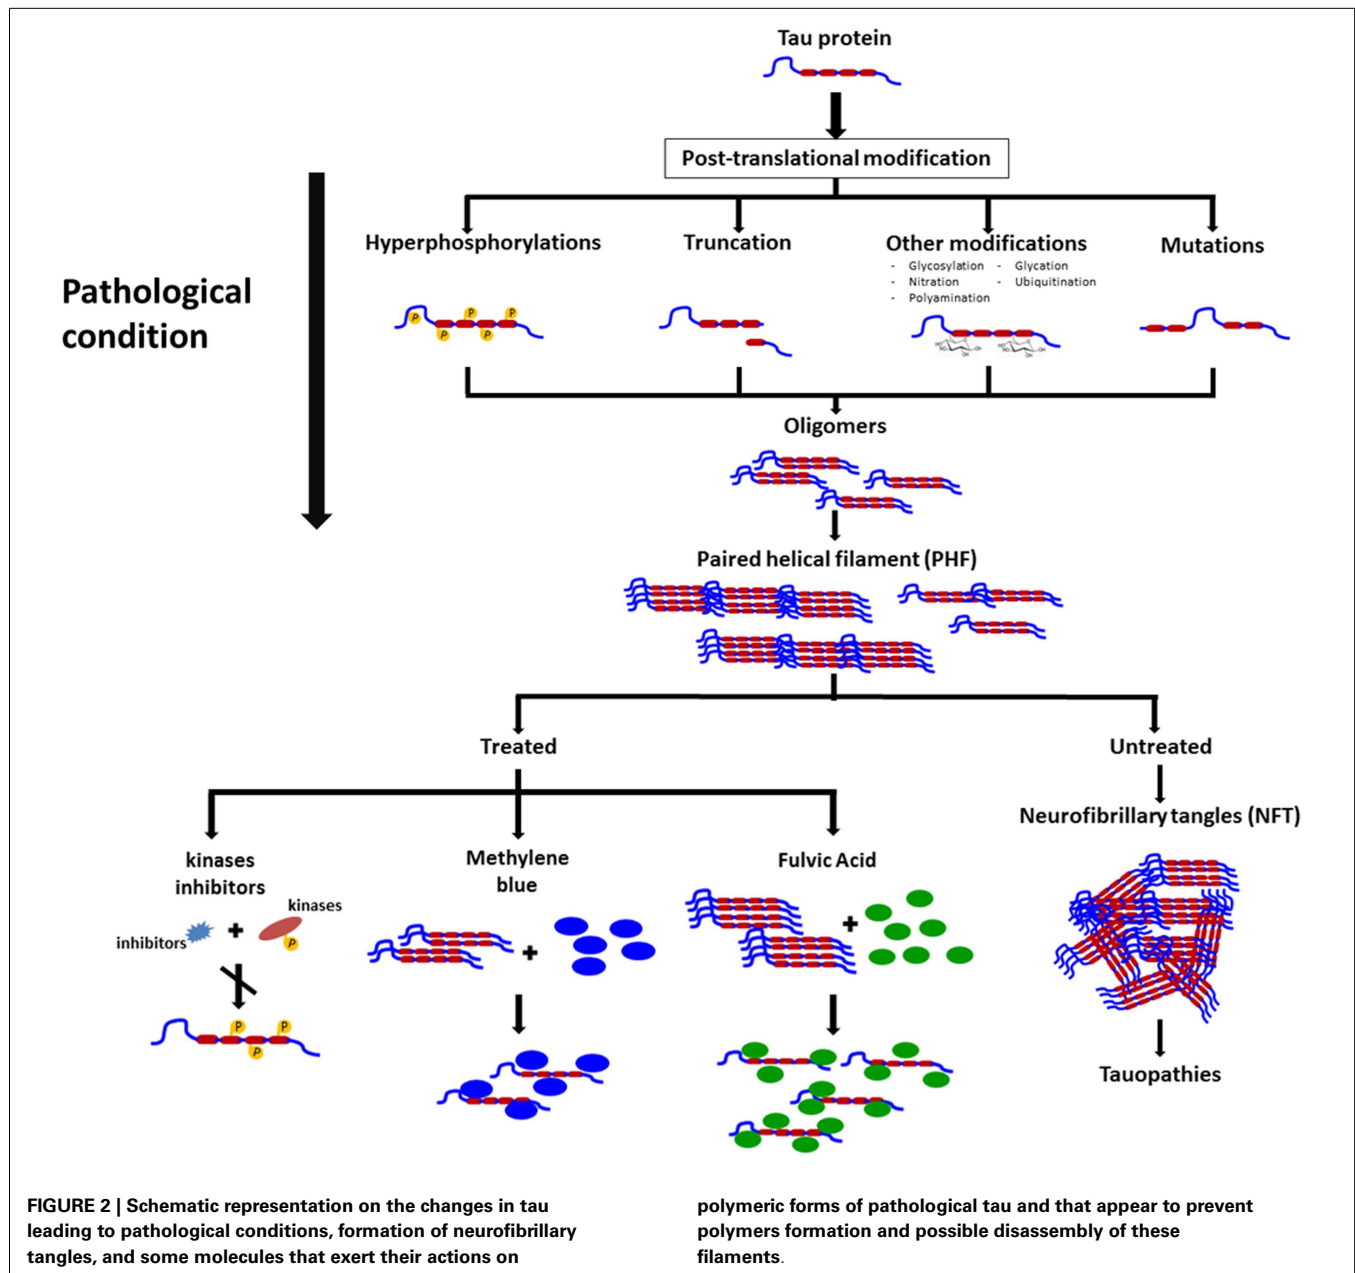 Tau protein
Post-translational modification
Hyperphosphorylations
Truncation
Other modifications
- Glycosylation - Glycation
- Nitration - Ubiquitination
- Polyamination
Mutations
Pathological
condition
P P P P P P
HO OH HO OH
Oligomers
Paired helical filament (PHF)
Treated
Untreated
Neurofibrillary tangles (NFT)
kinases
inhibitors
Methylene
blue
Fulvic Acid
kinases
inhibitors
+
P
+
+
P P
P
Tauopathies
FIGURE 2 | Schematic representation on the changes in tau
leading to pathological conditions, formation of neurofibrillary
tangles, and some molecules that exert their actions on
polymeric forms of pathological tau and that appear to prevent
polymers formation and possible disassembly of these
filaments.